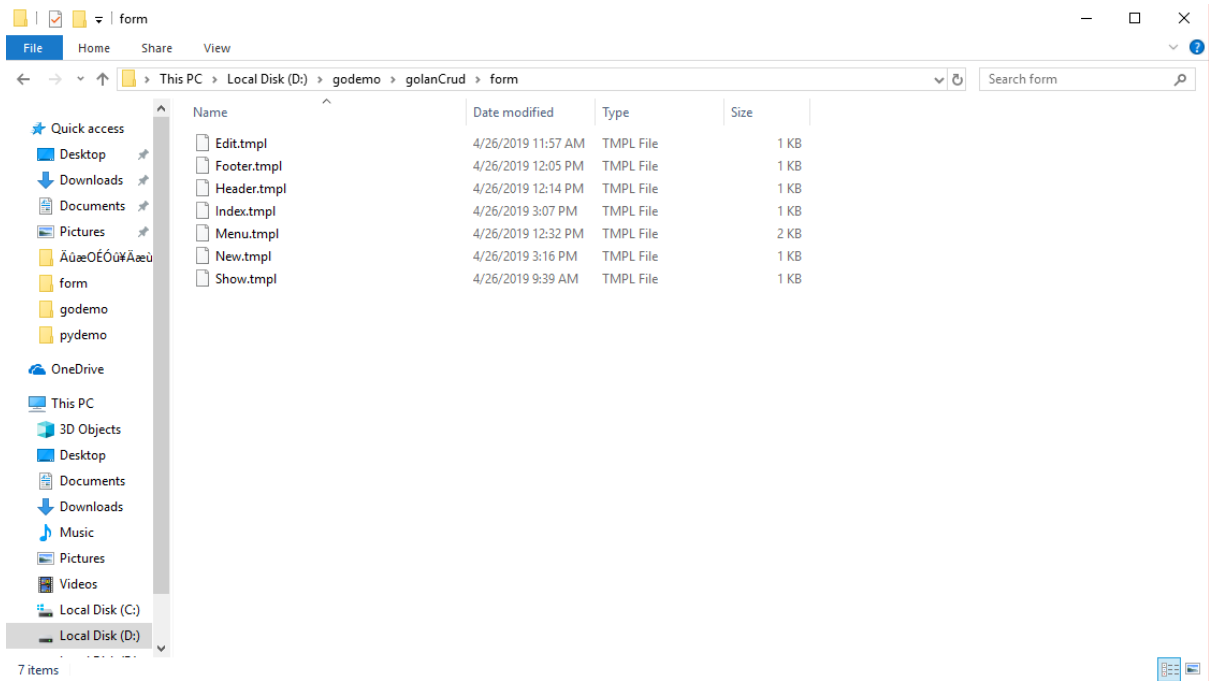 form
File Home Share View
This PC > Local Disk (D:) > godemo > golanCrud > form
Search form
Name Date modified Type Size
Quick access
Desktop
Downloads
Documents
Pictures
ÄûæOÉÓû¥Äæù
form
godemo
pydemo
OneDrive
This PC
3D Objects
Desktop
Documents
Downloads
Music
Pictures
Videos
Local Disk (C:)
Local Disk (D:)
Edit.tmpl 4/26/2019 11:57 AM TMPL File 1 KB
Footer.tmpl 4/26/2019 12:05 PM TMPL File 1 KB
Header.tmpl 4/26/2019 12:14 PM TMPL File 1 KB
Index.tmpl 4/26/2019 3:07 PM TMPL File 1 KB
Menu.tmpl 4/26/2019 12:32 PM TMPL File 2 KB
New.tmpl 4/26/2019 3:16 PM TMPL File 1 KB
Show.tmpl 4/26/2019 9:39 AM TMPL File 1 KB
7 items